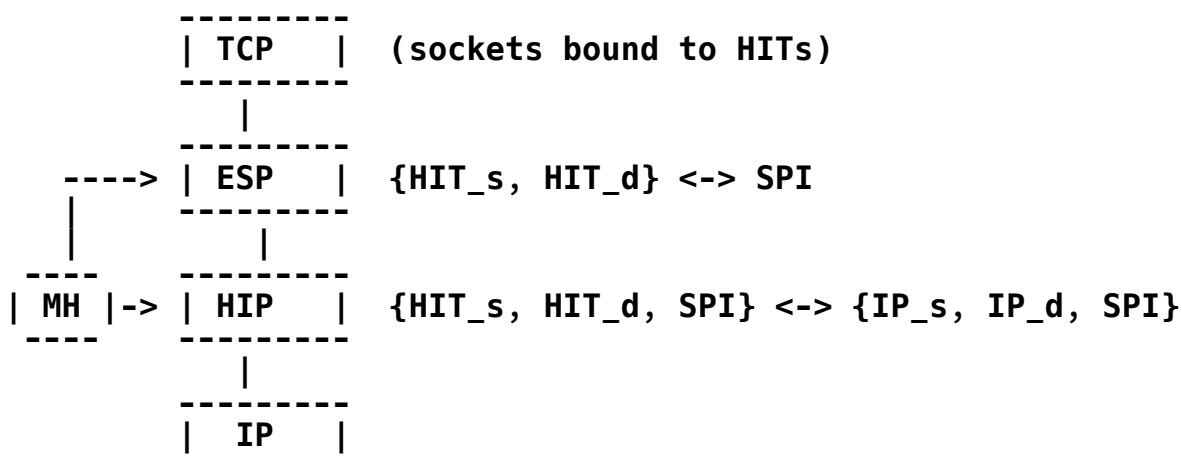 ---------
| TCP | (sockets bound to HITs)
---------
|
---------
----> | ESP | {HIT_s, HIT_d} <-> SPI
| ---------
| |
---- ---------
| MH |-> | HIP | {HIT_s, HIT_d, SPI} <-> {IP_s, IP_d, SPI}
---- ---------
|
---------
| IP |